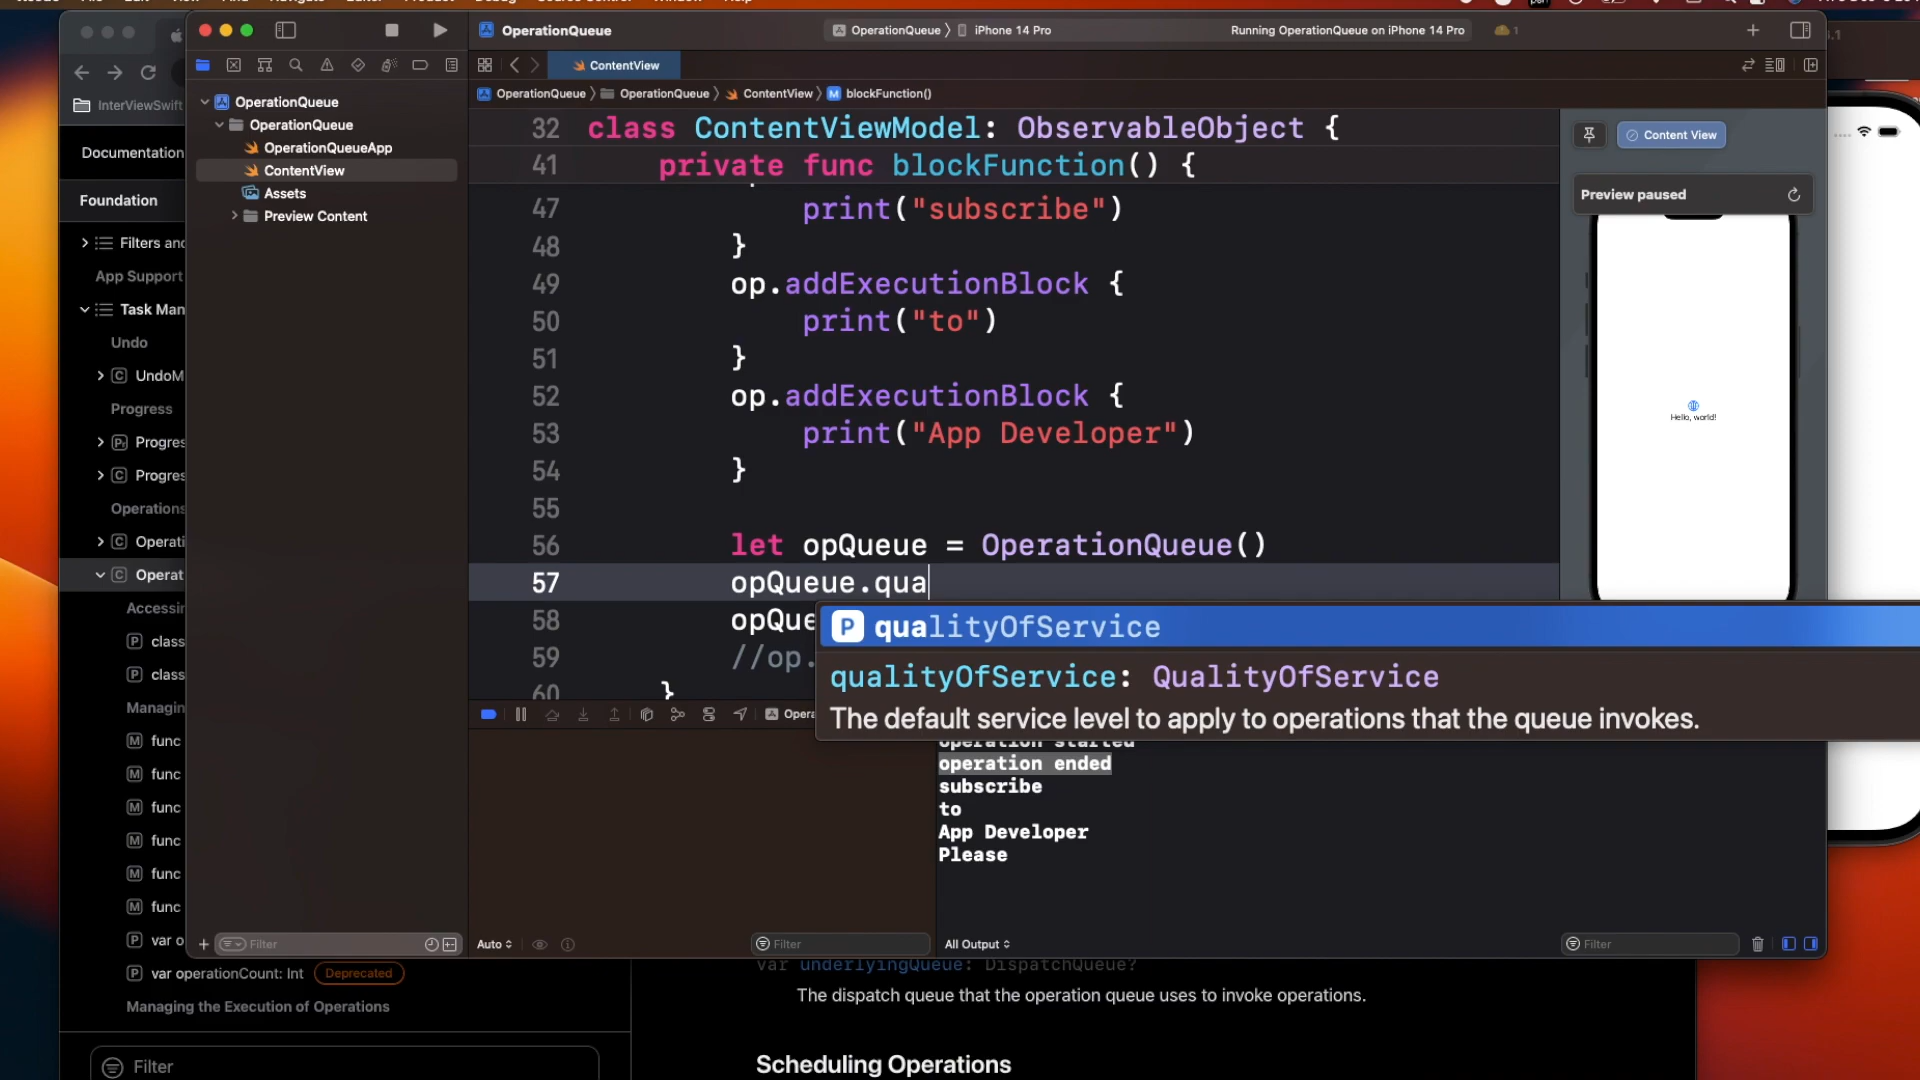 OperationQueue
OperationQueue
iPhone 14 Pro
Running OperationQueue on iPhone 14 Pro
1
ContentView
OperationQueue
OperationQueue
ContentView
M
blockFunction()
InterViewSwift
Documentation
Foundation
Filters and
App Support
Task Man
Undo
C
UndoM
Progress
Pr
Progres
C
Progres
Operations
C
Operati
C
Operat
Accessin
P
class
P
class
Managin
M
func
M
func
M
func
M
func
M
func
M
func
P
var o
P
var operationCount: Int
Deprecated
Managing the Execution of Operations
Filter
OperationQueue
OperationQueue
OperationQueueApp
ContentView
Assets
Preview Content
Filter
32 class ContentViewModel: ObservableObject {
41 private func blockFunction() {
47 print("subscribe")
48 }
49 op.addExecutionBlock {
50 print("to")
51 }
52 op.addExecutionBlock {
53 print("App Developer")
54 }
55
56 let opQueue = OperationQueue()
57 opQueue.qua
58 opQue
59 //op.
60 }
P
qualityOfService
qualityOfService: QualityOfService
The default service level to apply to operations that the queue invokes.
Content View
Preview paused
Hello, world!
Opera
operation started
operation ended
subscribe
to
App Developer
Please
Auto
Filter
All Output
Filter
var underlyingQueue: DispatchQueue?
The dispatch queue that the operation queue uses to invoke operations.
Scheduling Operations